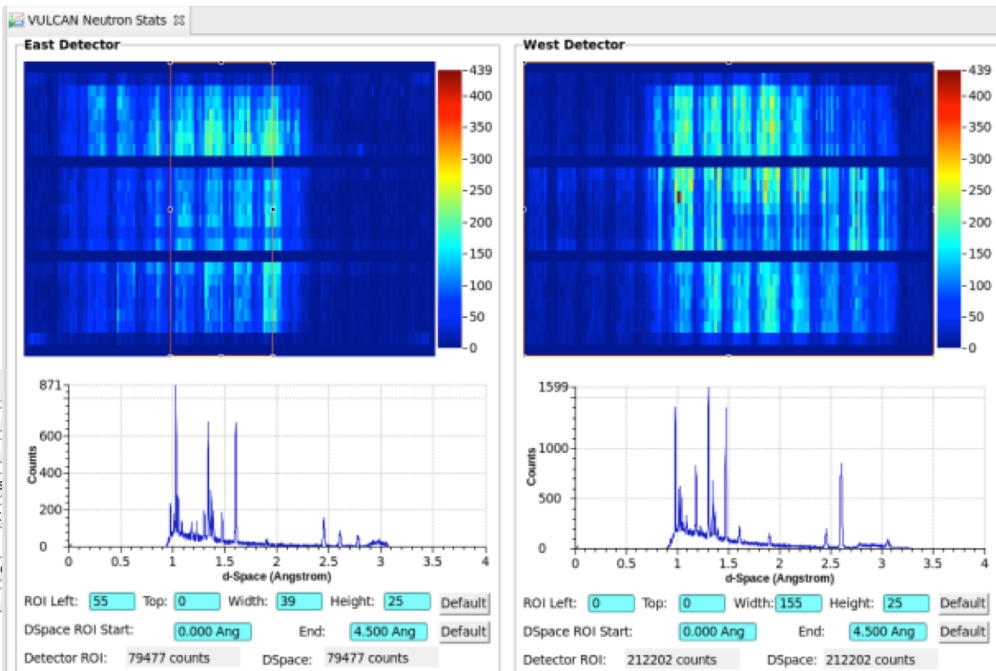 VULCAN Neutron Stats
East Detector
439
400
350
300
250
200
150
100
50
0
871
600
400
200
0
Counts
0 0.5 1 1.5 2 2.5 3 3.5 4
d-Space (Angstrom)
ROI Left: 55 Top: 0 Width: 39 Height: 25 Default
DSpace ROI Start: 0.000 Ang End: 4.500 Ang Default
Detector ROI: 79477 counts DSpace: 79477 counts
West Detector
439
400
350
300
250
200
150
100
50
0
1599
1000
500
0
Counts
0 0.5 1 1.5 2 2.5 3 3.5 4
d-Space (Angstrom)
ROI Left: 0 Top: 0 Width: 155 Height: 25 Default
DSpace ROI Start: 0.000 Ang End: 4.500 Ang Default
Detector ROI: 212202 counts DSpace: 212202 counts